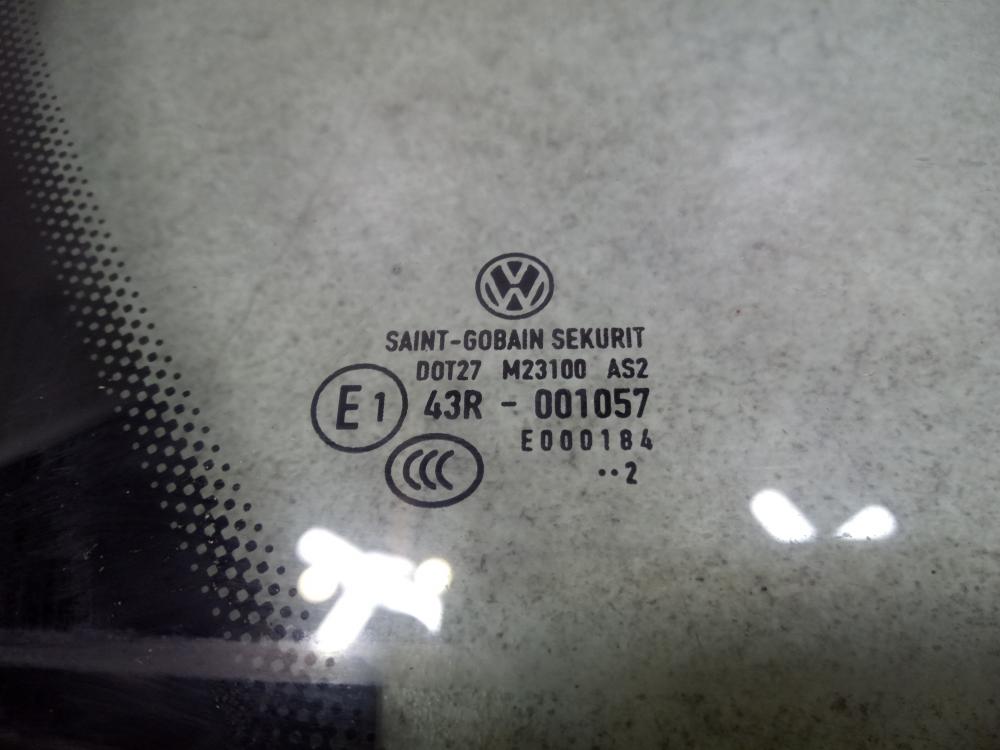 SAINT-GOBAIN SEKURIT
DOT27 M23100 AS2
E1 43R - 001057
E000184
CCC ••2